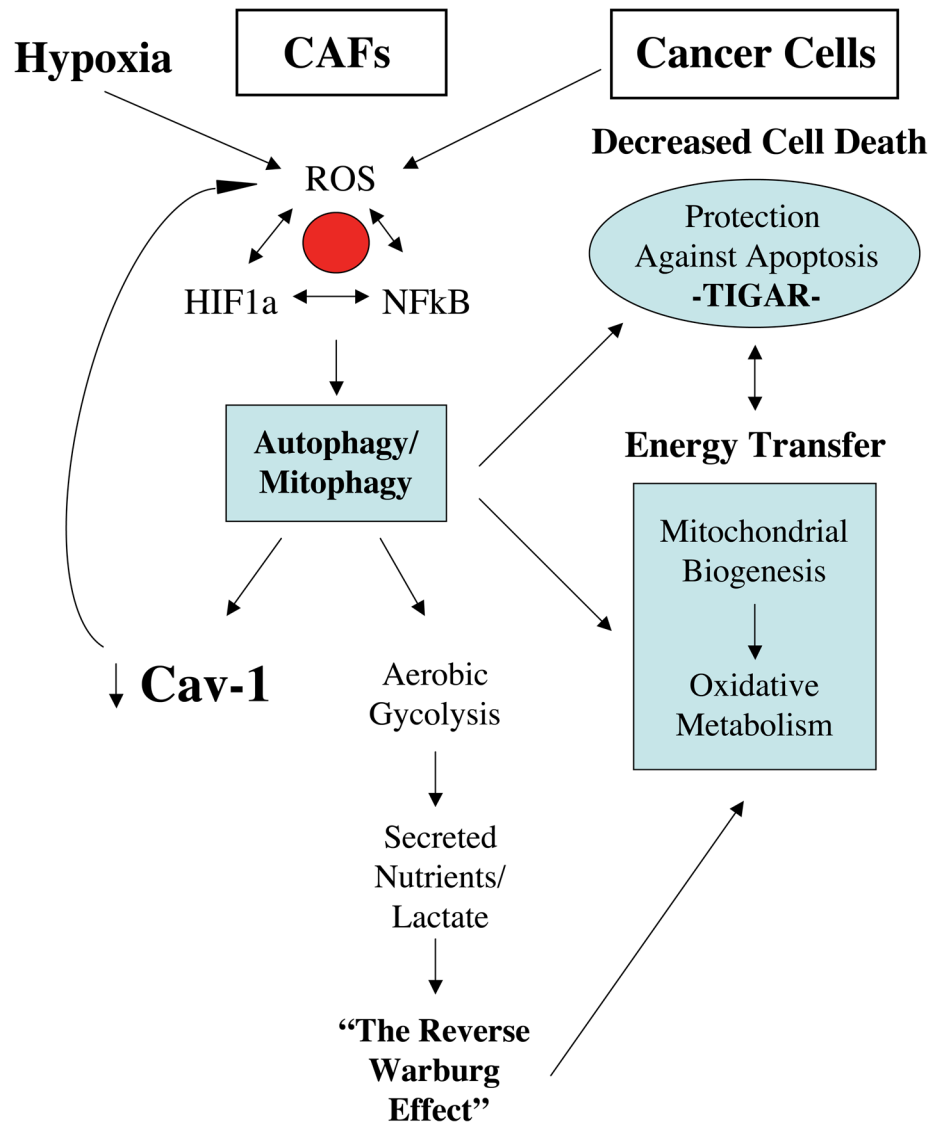 Hypoxia
CAFs
Cancer Cells
Decreased Cell Death
ROS
Protection
Against Apoptosis
-TIGAR-
HIF1a
NFkB
Autophagy/
Mitophagy
Energy Transfer
Mitochondrial
Biogenesis
Oxidative
Metabolism
Cav-1
Aerobic
Gycolysis
Secreted
Nutrients/
Lactate
“The Reverse
Warburg
Effect”